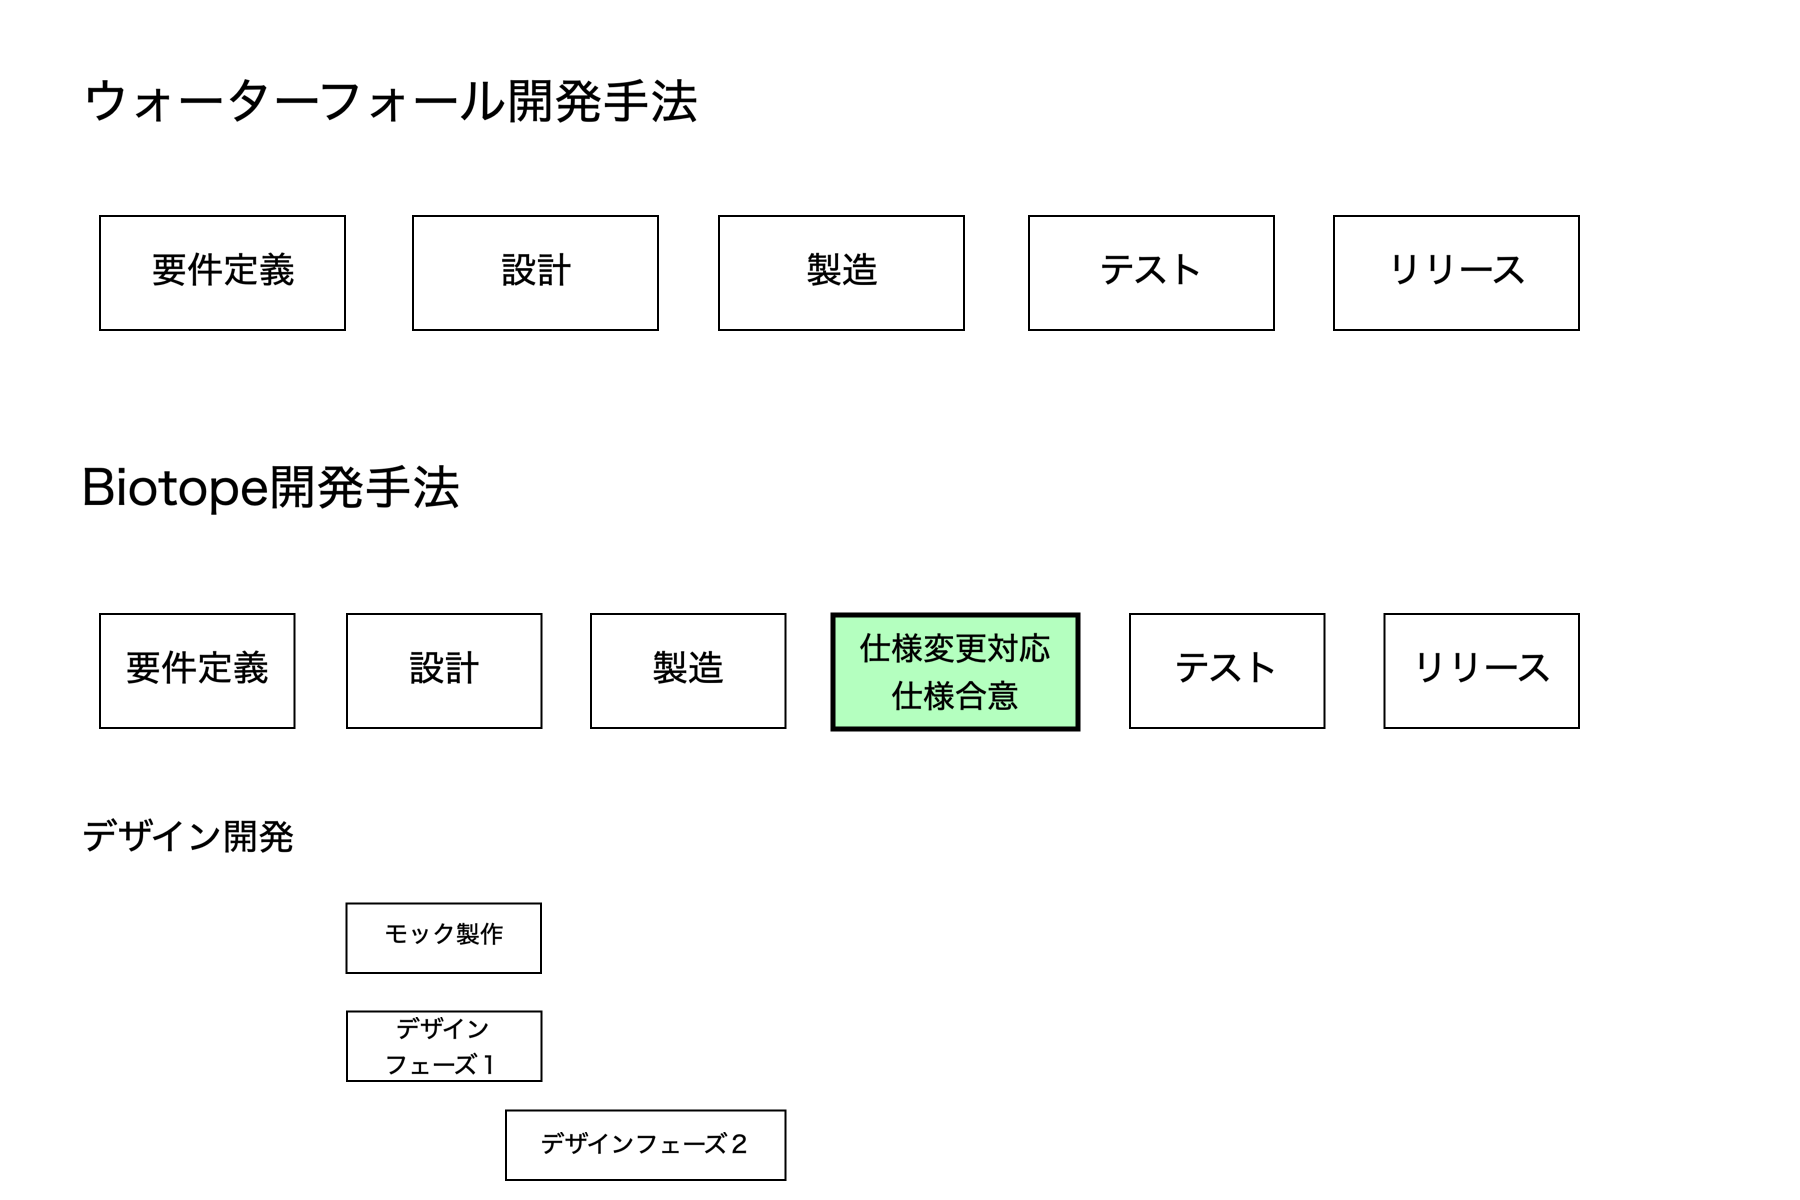 ウォーターフォール開発手法
要件定義
設計
製造
テスト
リリース
Biotope開発手法
要件定義
設計
製造
仕様変更対応
仕様合意
テスト
リリース
デザイン開発
モック製作
デザイン
フェーズ1
デザインフェーズ2